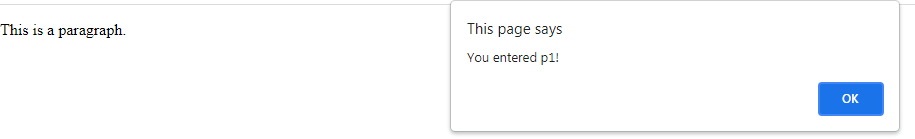 This is a paragraph.
This page says
You entered p1!
OK